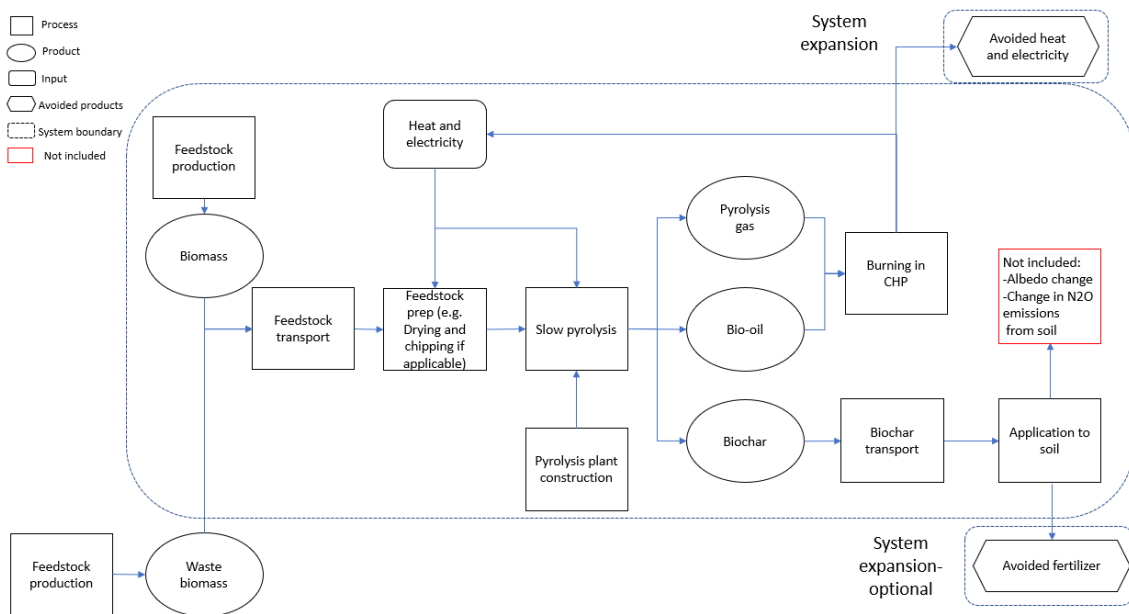 Process
Product
Input
Avoided products
System boundary
Not included
System
expansion
Avoided heat
and electricity
Feedstock
production
Heat and
electricity
Biomass
Pyrolysis
gas
Burning in
CHP
Not included:
-Albedo change
-Change in N2O
emissions
from soil
Feedstock
transport
Feedstock
prep (e.g.
Drying and
chipping if
applicable)
Slow pyrolysis
Bio-oil
Pyrolysis plant
construction
Biochar
Biochar
transport
Application to
soil
Feedstock
production
Waste
biomass
System
expansion-
optional
Avoided fertilizer